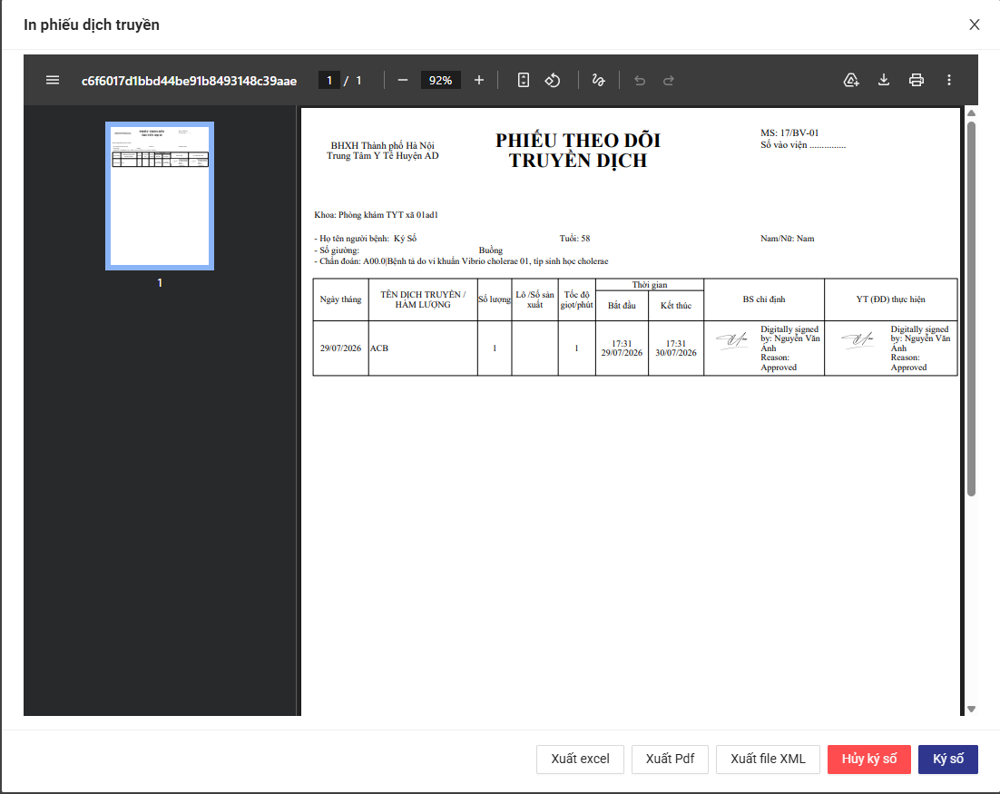 In phiếu dịch truyền
c6f6017d1bbd44be91b8493148c39aae
1 / 1
92%
1
BHXH Thành phố Hà Nội
Trung Tâm Y Tế Huyện AD
PHIẾU THEO DÕI
TRUYỀN DỊCH
MS: 17/BV-01
Số vào viện ...............
Khoa: Phòng khám TYT xã 01ad1
- Họ tên người bệnh: Ký Số Tuổi: 58 Nam/Nữ: Nam
- Số giường: Buồng
- Chẩn đoán: A00.0|Bệnh tả do vi khuẩn Vibrio cholerae 01, típ sinh học cholerae
Ngày tháng
TÊN DỊCH TRUYỀN /
HÀM LƯỢNG
Số lượng
Lô /Số sản
xuất
Tốc độ
giọt/phút
Thời gian
Bắt đầu
Kết thúc
BS chỉ định
YT (ĐD) thực hiện
29/07/2026
ACB
1
1
17:31
29/07/2026
17:31
30/07/2026
Digitally signed
by: Nguyễn Văn
Ánh
Reason:
Approved
Digitally signed
by: Nguyễn Văn
Ánh
Reason:
Approved
Xuất excel
Xuất Pdf
Xuất file XML
Hủy ký số
Ký số